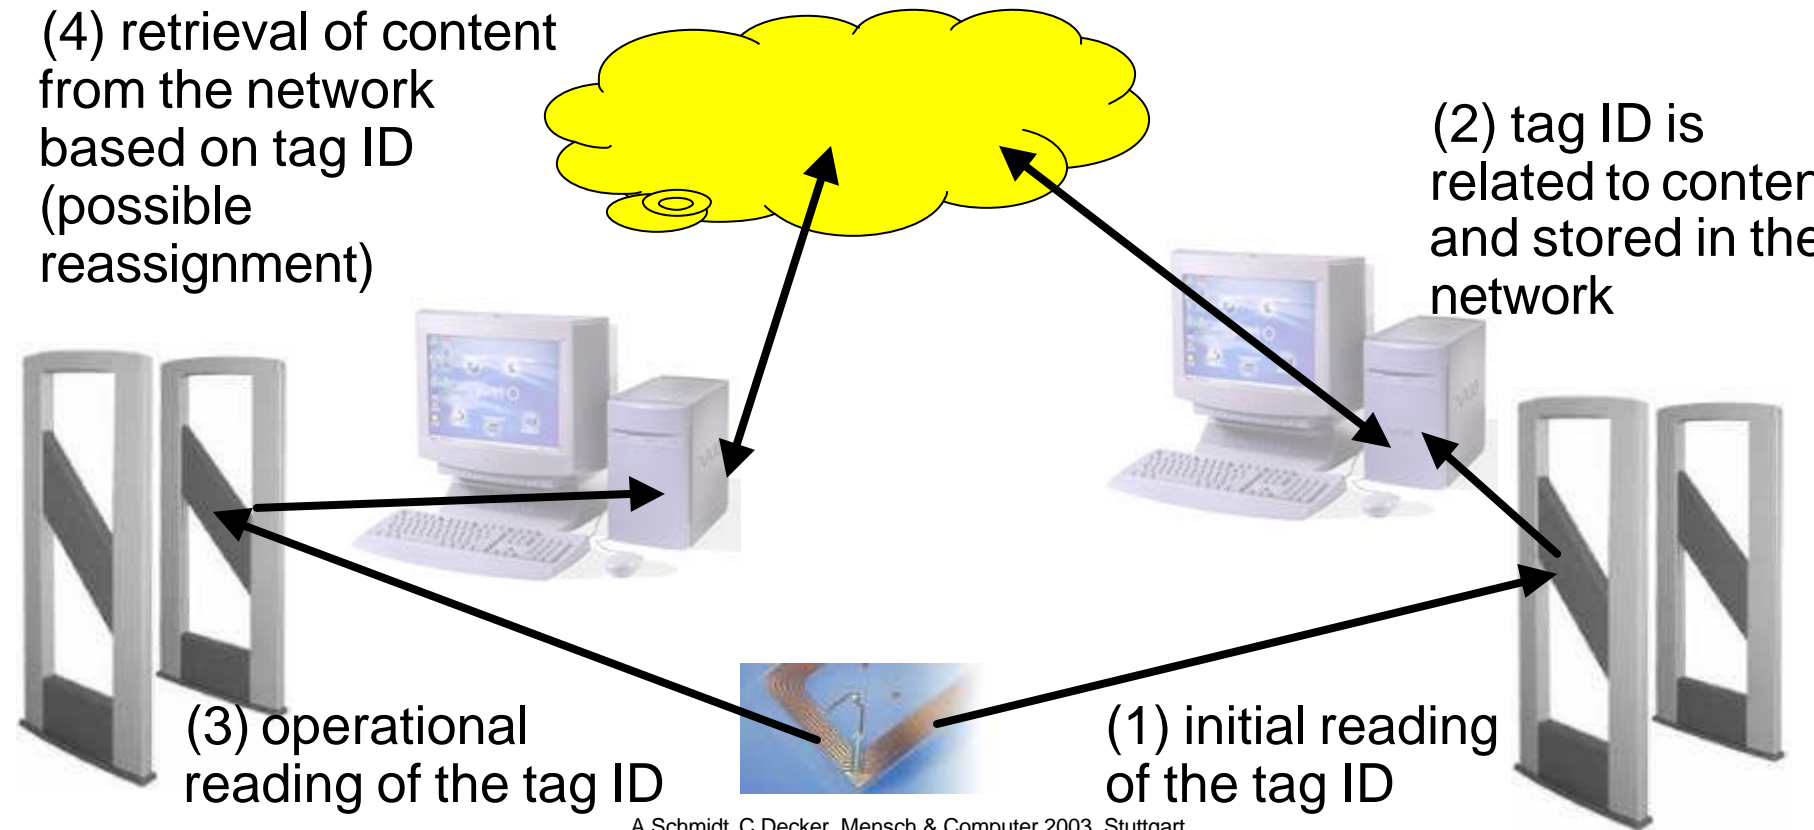 (4) retrieval of content
from the network
based on tag ID
(possible
reassignment)
(2) tag ID is
related to conten
and stored in the
network
(3) operational
reading of the tag ID
(1) initial reading
of the tag ID
A.Schmidt, C.Decker, Mensch & Computer 2003, Stuttgart